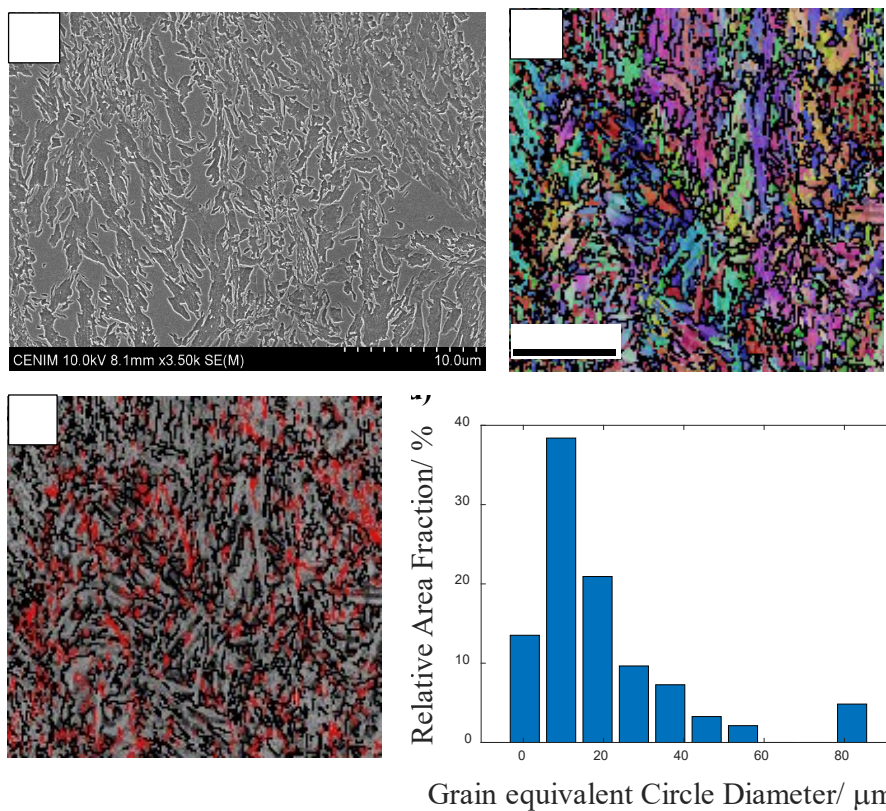 CENIM 10.0kV 8.1mm x3.50k SE(M) 10.0um
Relative Area Fraction/ %
40
30
20
10
0
0 20 40 60 80
Grain equivalent Circle Diameter/ μm